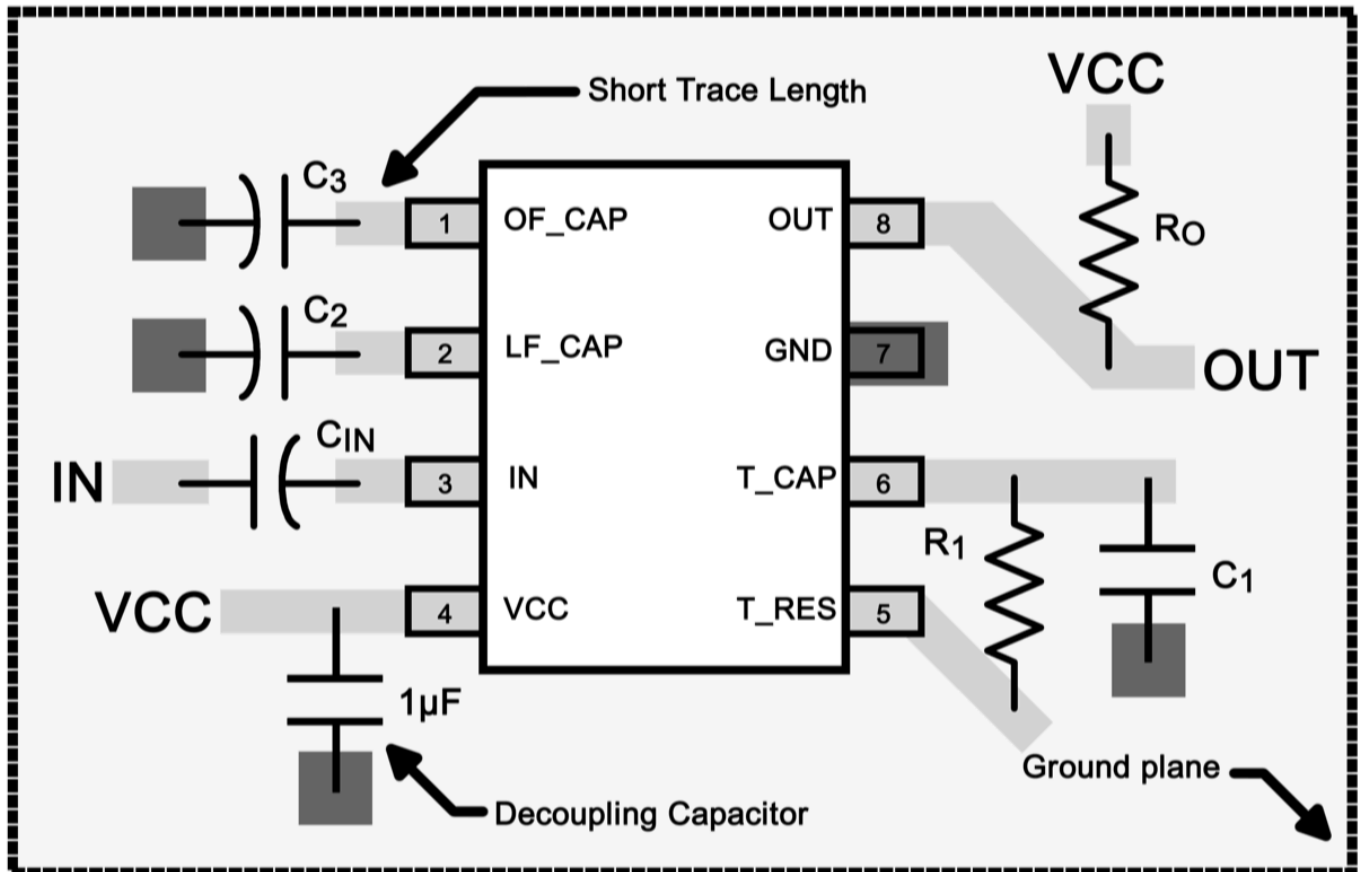 Short Trace Length
VCC
C3
1 OF_CAP OUT 8
RO
C2
2 LF_CAP GND 7
OUT
CIN
IN 3 IN T_CAP 6
R1
C1
VCC 4 VCC T_RES 5
1µF
Ground plane
Decoupling Capacitor